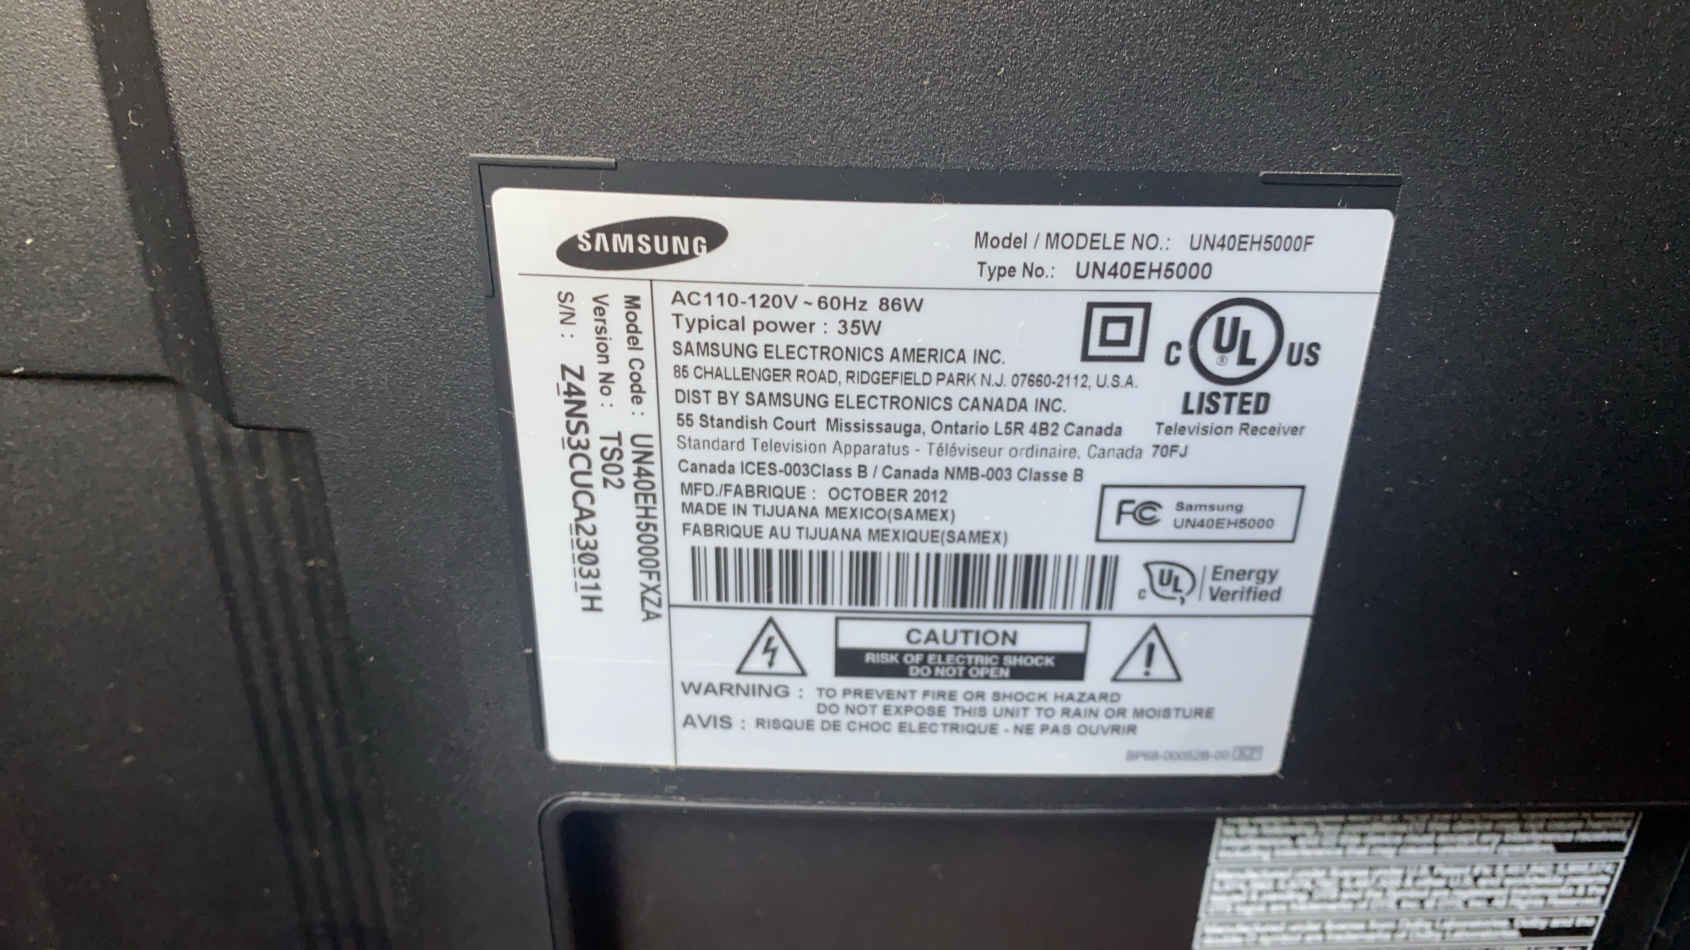 SAMSUNG
Model / MODELE NO.: UN40EH5000F
Type No.: UN40EH5000
Model Code : UN40EH5000FXZA
Version No : TS02
S/N : Z4NS3CUCA23031H
AC110-120V ~ 60Hz 86W
Typical power : 35W
SAMSUNG ELECTRONICS AMERICA INC.
85 CHALLENGER ROAD, RIDGEFIELD PARK N.J. 07660-2112, U.S.A.
DIST BY SAMSUNG ELECTRONICS CANADA INC.
55 Standish Court Mississauga, Ontario L5R 4B2 Canada
Standard Television Apparatus - Téléviseur ordinaire, Canada
Canada ICES-003Class B / Canada NMB-003 Classe B
MFD./FABRIQUE : OCTOBER 2012
MADE IN TIJUANA MEXICO(SAMEX)
FABRIQUE AU TIJUANA MEXIQUE(SAMEX)
C UL ® US
LISTED
Television Receiver
70FJ
FC Samsung
UN40EH5000
C UL Energy
Verified
CAUTION
RISK OF ELECTRIC SHOCK
DO NOT OPEN
WARNING : TO PREVENT FIRE OR SHOCK HAZARD
DO NOT EXPOSE THIS UNIT TO RAIN OR MOISTURE
AVIS : RISQUE DE CHOC ELECTRIQUE - NE PAS OUVRIR